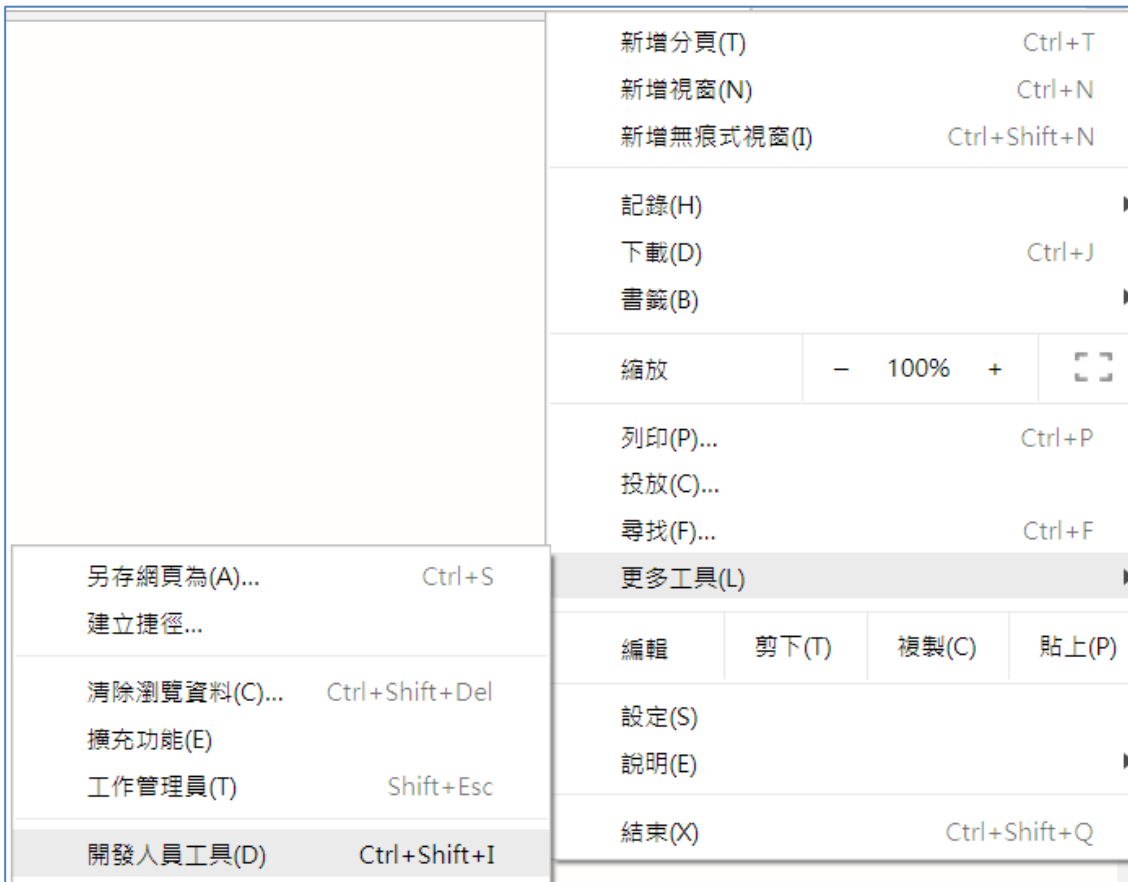 新增分頁(T) Ctrl+T
新增視窗(N) Ctrl+N
新增無痕式視窗(I) Ctrl+Shift+N
記錄(H)
下載(D) Ctrl+J
書籤(B)
縮放 − 100% +
列印(P)... Ctrl+P
投放(C)...
尋找(F)... Ctrl+F
更多工具(L)
編輯 剪下(T) 複製(C) 貼上(P)
設定(S)
說明(E)
結束(X) Ctrl+Shift+Q
另存網頁為(A)... Ctrl+S
建立捷徑...
清除瀏覽資料(C)... Ctrl+Shift+Del
擴充功能(E)
工作管理員(T) Shift+Esc
開發人員工具(D) Ctrl+Shift+I